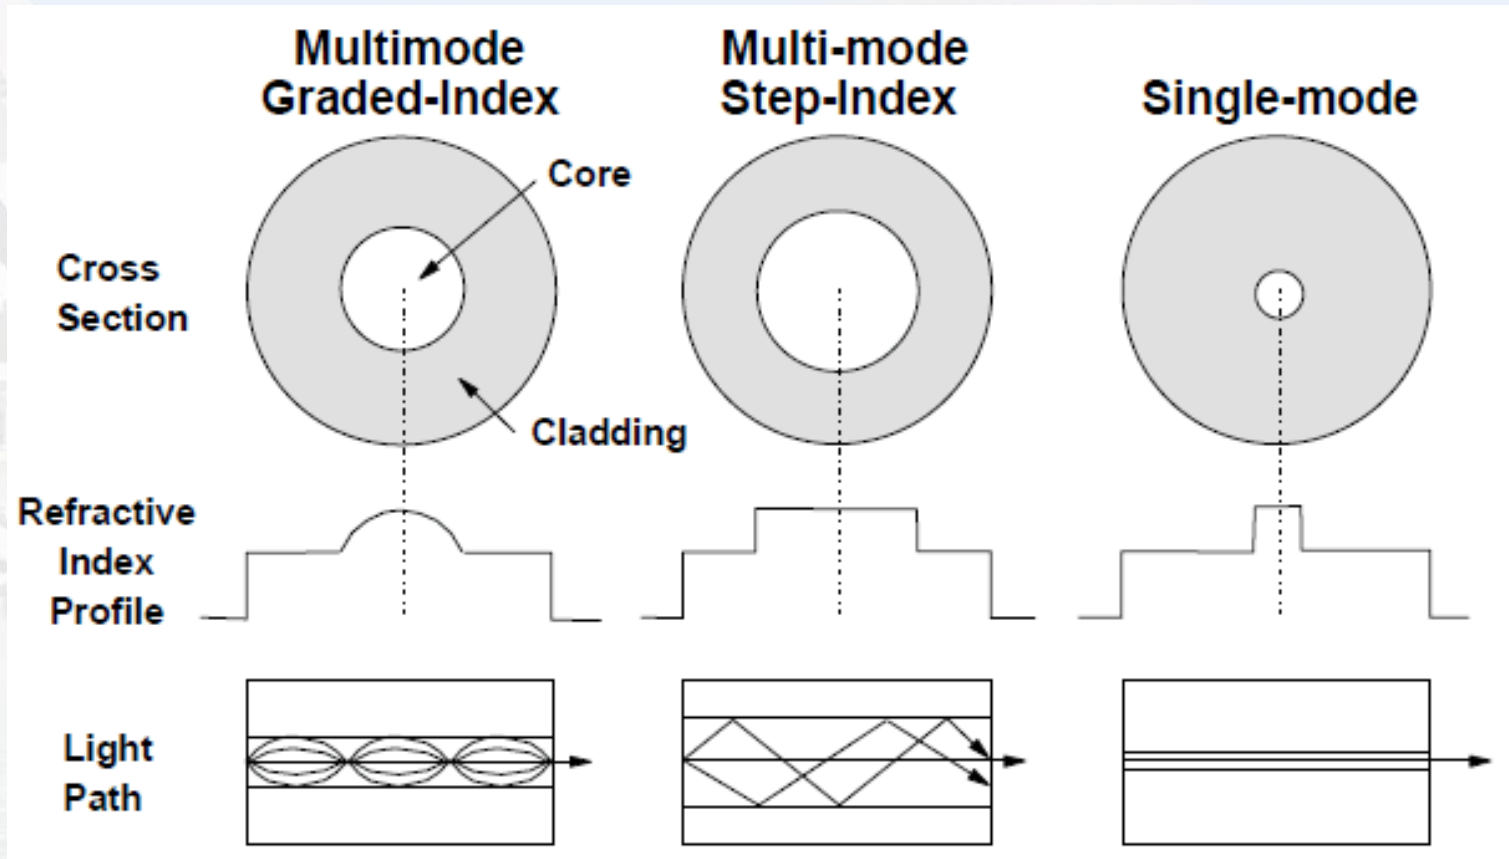 Multimode
Graded-Index
Multi-mode
Step-Index
Single-mode
Core
Cross
Section
Cladding
Refractive
Index
Profile
Light
Path